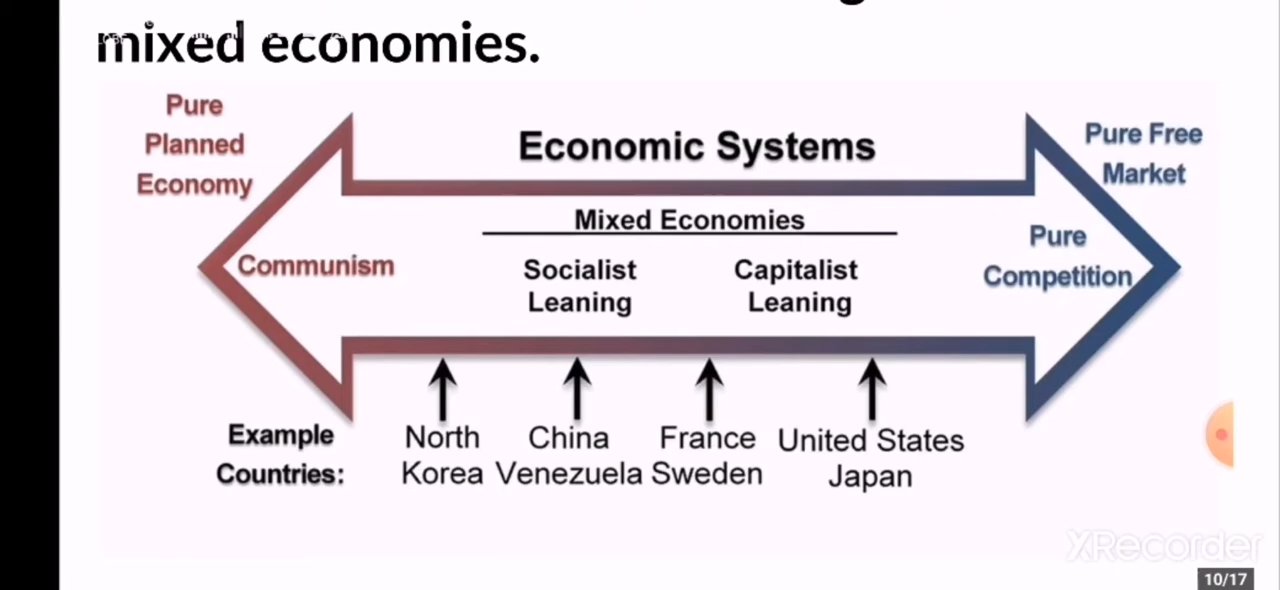 mixed economies.
Pure
Planned
Economy
Economic Systems
Pure Free
Market
Mixed Economies
Communism
Socialist
Leaning
Capitalist
Leaning
Pure
Competition
Example
Countries:
North
Korea
China
Venezuela
France
Sweden
United States
Japan
XRecorder
10/17